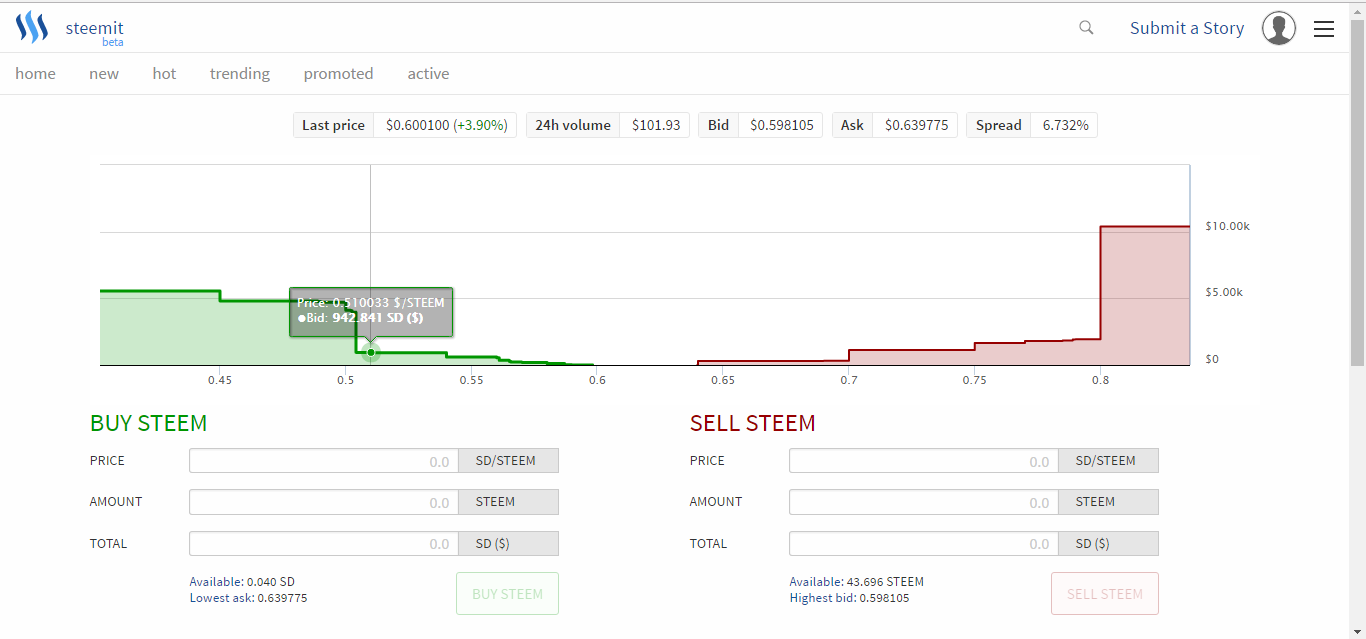 steemit
beta
Submit a Story
home new hot trending promoted active
Last price $0.600100 (+3.90%) 24h volume $101.93 Bid $0.598105 Ask $0.639775 Spread 6.732%
$10.00k
$5.00k
$0
Price: 0.510033 $/STEEM
●Bid: 942.841 SD ($)
0.45 0.5 0.55 0.6 0.65 0.7 0.75 0.8
BUY STEEM
PRICE 0.0 SD/STEEM
AMOUNT 0.0 STEEM
TOTAL 0.0 SD ($)
Available: 0.040 SD
Lowest ask: 0.639775
BUY STEEM
SELL STEEM
PRICE 0.0 SD/STEEM
AMOUNT 0.0 STEEM
TOTAL 0.0 SD ($)
Available: 43.696 STEEM
Highest bid: 0.598105
SELL STEEM